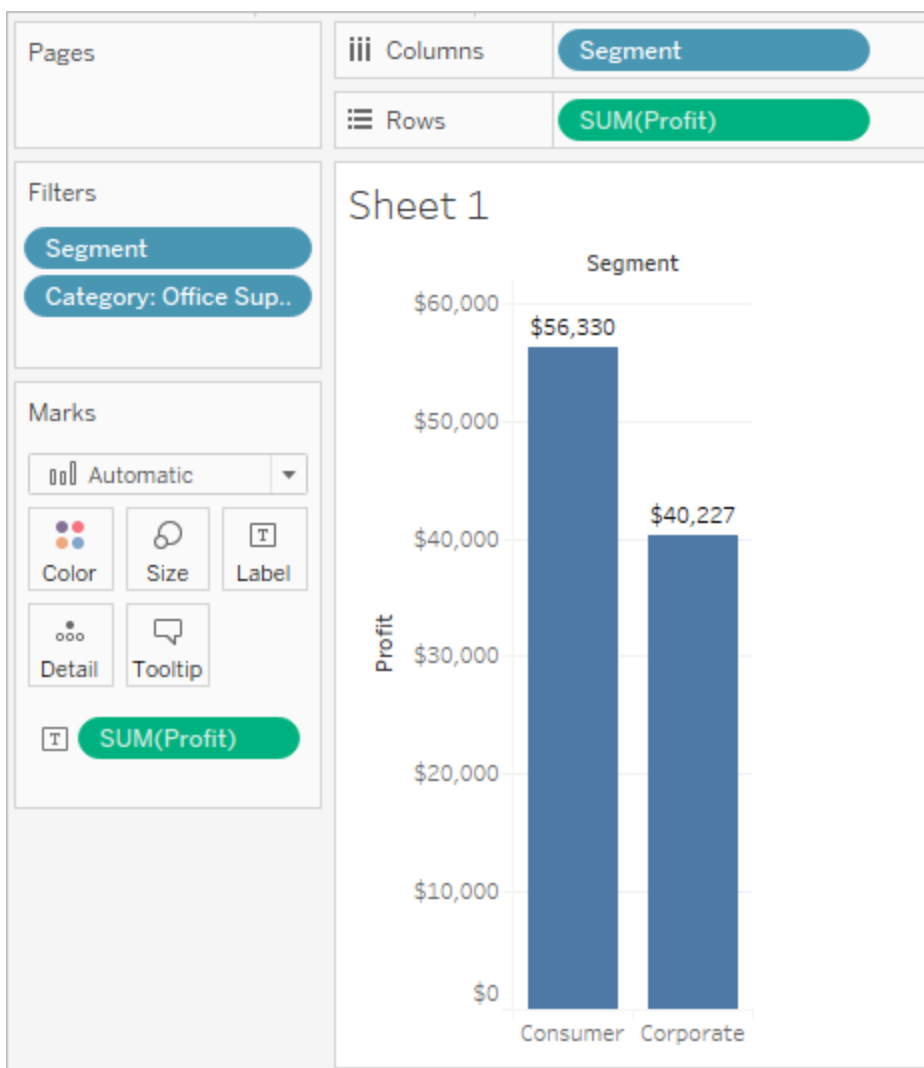 Pages
Columns
Segment
Rows
SUM(Profit)
Filters
Segment
Category: Office Sup..
Marks
Automatic
Color
Size
T
Label
Detail
Tooltip
T
SUM(Profit)
Sheet 1
Segment
$60,000
$56,330
$50,000
$40,227
$40,000
Profit
$30,000
$20,000
$10,000
$0
Consumer
Corporate